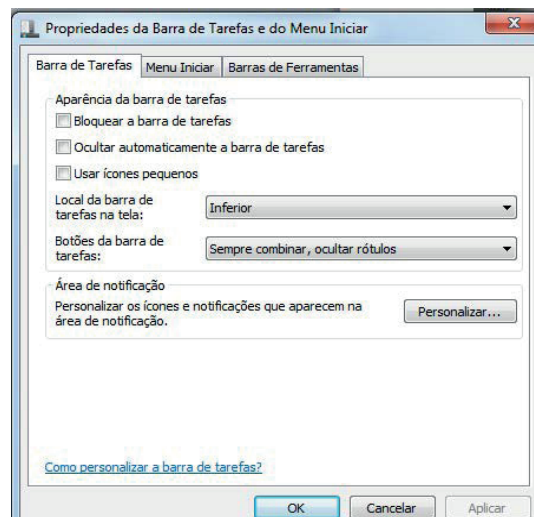 Propriedades da Barra de Tarefas e do Menu Iniciar
Barra de Tarefas Menu Iniciar Barras de Ferramentas
Aparência da barra de tarefas
Bloquear a barra de tarefas
Ocultar automaticamente a barra de tarefas
Usar ícones pequenos
Local da barra de
tarefas na tela: Inferior
Botões da barra de
tarefas: Sempre combinar, ocultar rótulos
Área de notificação
Personalizar os ícones e notificações que aparecem na
área de notificação.
Personalizar...
Como personalizar a barra de tarefas?
OK Cancelar Aplicar